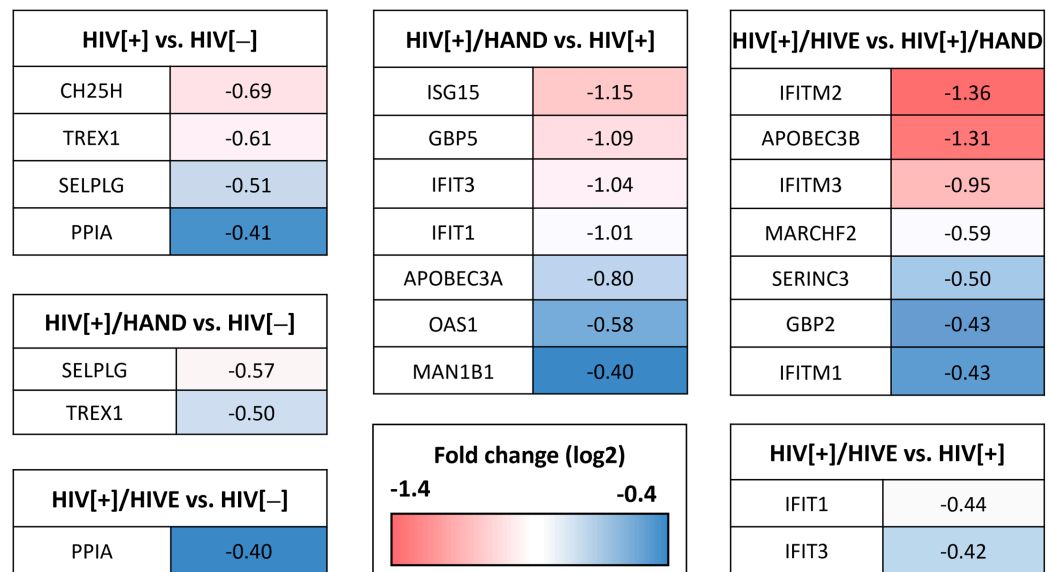 HIV[+] vs. HIV[–]
CH25H -0.69
TREX1 -0.61
SELPLG -0.51
PPIA -0.41
HIV[+]/HAND vs. HIV[–]
SELPLG -0.57
TREX1 -0.50
HIV[+]/HIVE vs. HIV[–]
PPIA -0.40
HIV[+]/HAND vs. HIV[+]
ISG15 -1.15
GBP5 -1.09
IFIT3 -1.04
IFIT1 -1.01
APOBEC3A -0.80
OAS1 -0.58
MAN1B1 -0.40
Fold change (log2)
-1.4 -0.4
HIV[+]/HIVE vs. HIV[+]/HAND
IFITM2 -1.36
APOBEC3B -1.31
IFITM3 -0.95
MARCHF2 -0.59
SERINC3 -0.50
GBP2 -0.43
IFITM1 -0.43
HIV[+]/HIVE vs. HIV[+]
IFIT1 -0.44
IFIT3 -0.42